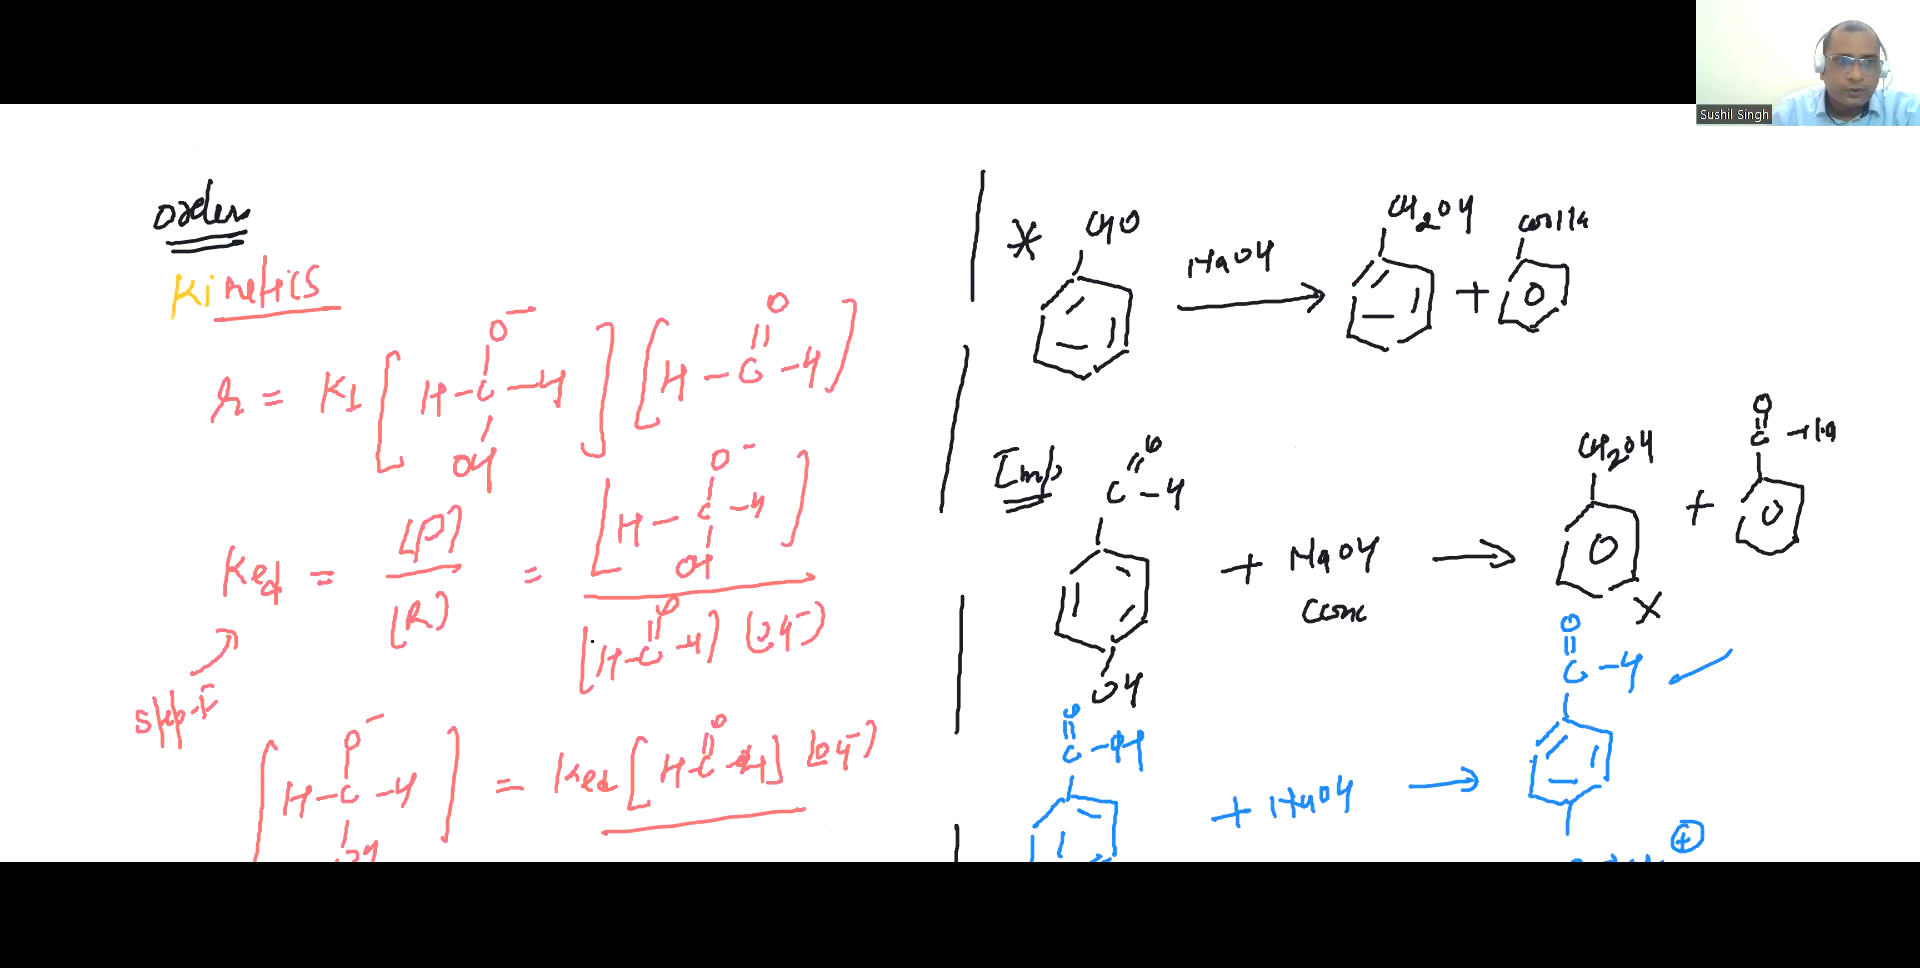 Sushil Singh
order
Kinetics
r = K1 [H-C(O⁻)(OH)-H] [H-C(=O)-H]
Keq = [P] / [R] = [H-C(O⁻)(OH)-H] / [H-C(=O)-H] [OH⁻]
Step-I
[H-C(O⁻)(OH)-H] = Keq [H-C(=O)-H] [OH⁻]
* CHO NaOH → CH2OH + COONa
Imp C(=O)-H OH + NaOH Conc → CH2OH + C(=O)-Na X
C(=O)-H + NaOH → C(=O)-H ✓ ⊕